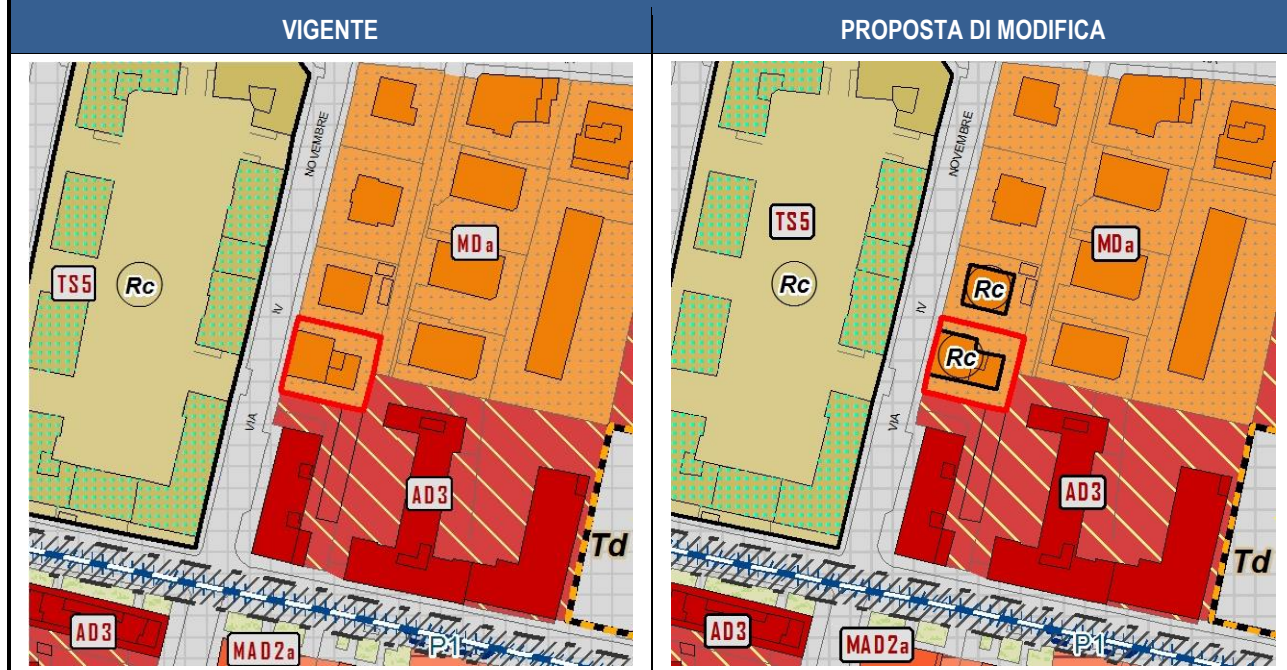 VIGENTE
PROPOSTA DI MODIFICA
NOVEMBRE
MDa
TS5
Rc
IV
VIA
AD3
Td
AD3
MAD2a
P1
NOVEMBRE
TS5
MDa
Rc
Rc
IV
Rc
VIA
AD3
Td
AD3
MAD2a
P1